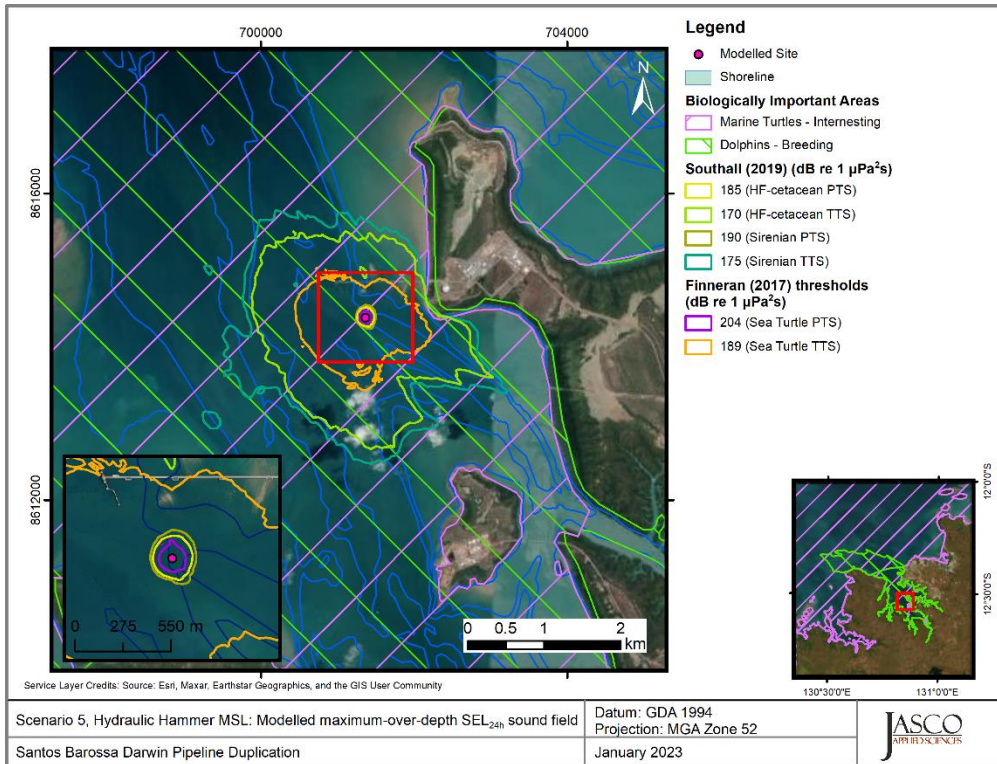 700000
704000
8616000
8612000
N
0 275 550 m
0 0.5 1 2
km
Service Layer Credits: Source: Esri, Maxar, Earthstar Geographics, and the GIS User Community
Legend
Modelled Site
Shoreline
Biologically Important Areas
Marine Turtles - Internesting
Dolphins - Breeding
Southall (2019) (dB re 1 µPa²s)
185 (HF-cetacean PTS)
170 (HF-cetacean TTS)
190 (Sirenian PTS)
175 (Sirenian TTS)
Finneran (2017) thresholds
(dB re 1 µPa²s)
204 (Sea Turtle PTS)
189 (Sea Turtle TTS)
12°0'0"S
12°30'0"S
130°30'0"E
131°0'0"E
Scenario 5, Hydraulic Hammer MSL: Modelled maximum-over-depth SEL24h sound field
Santos Barossa Darwin Pipeline Duplication
Datum: GDA 1994
Projection: MGA Zone 52
January 2023
JASCO
APPLIED SCIENCES